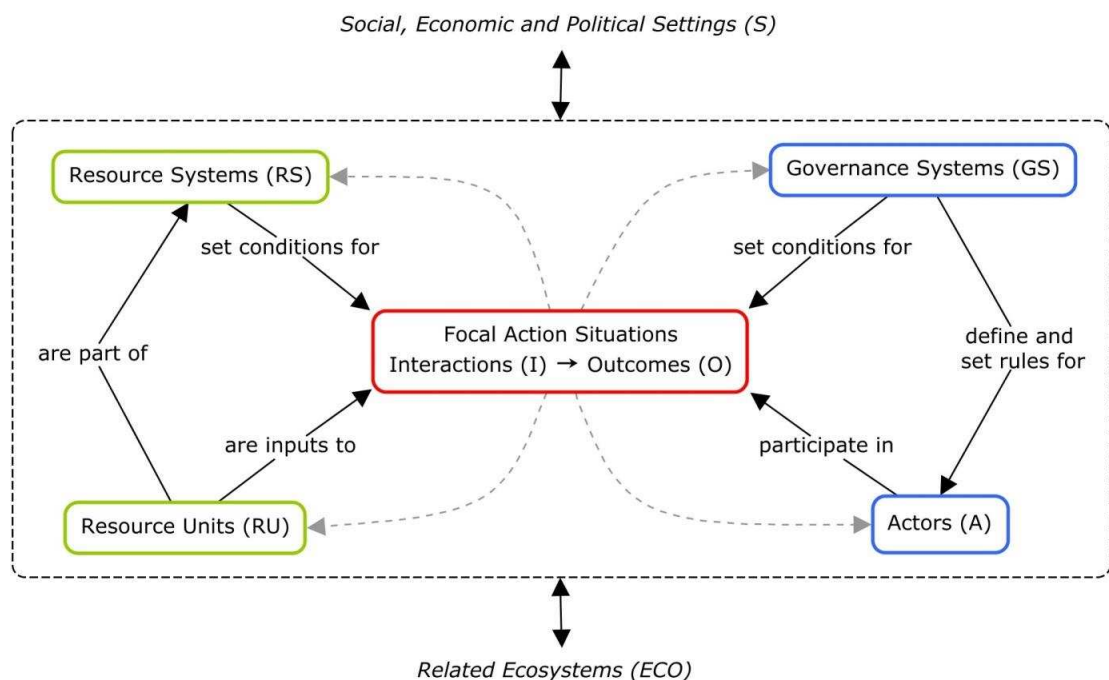 Social, Economic and Political Settings (S)
Resource Systems (RS)
Governance Systems (GS)
set conditions for
set conditions for
Focal Action Situations
Interactions (I) → Outcomes (O)
are part of
define and
set rules for
are inputs to
participate in
Resource Units (RU)
Actors (A)
Related Ecosystems (ECO)